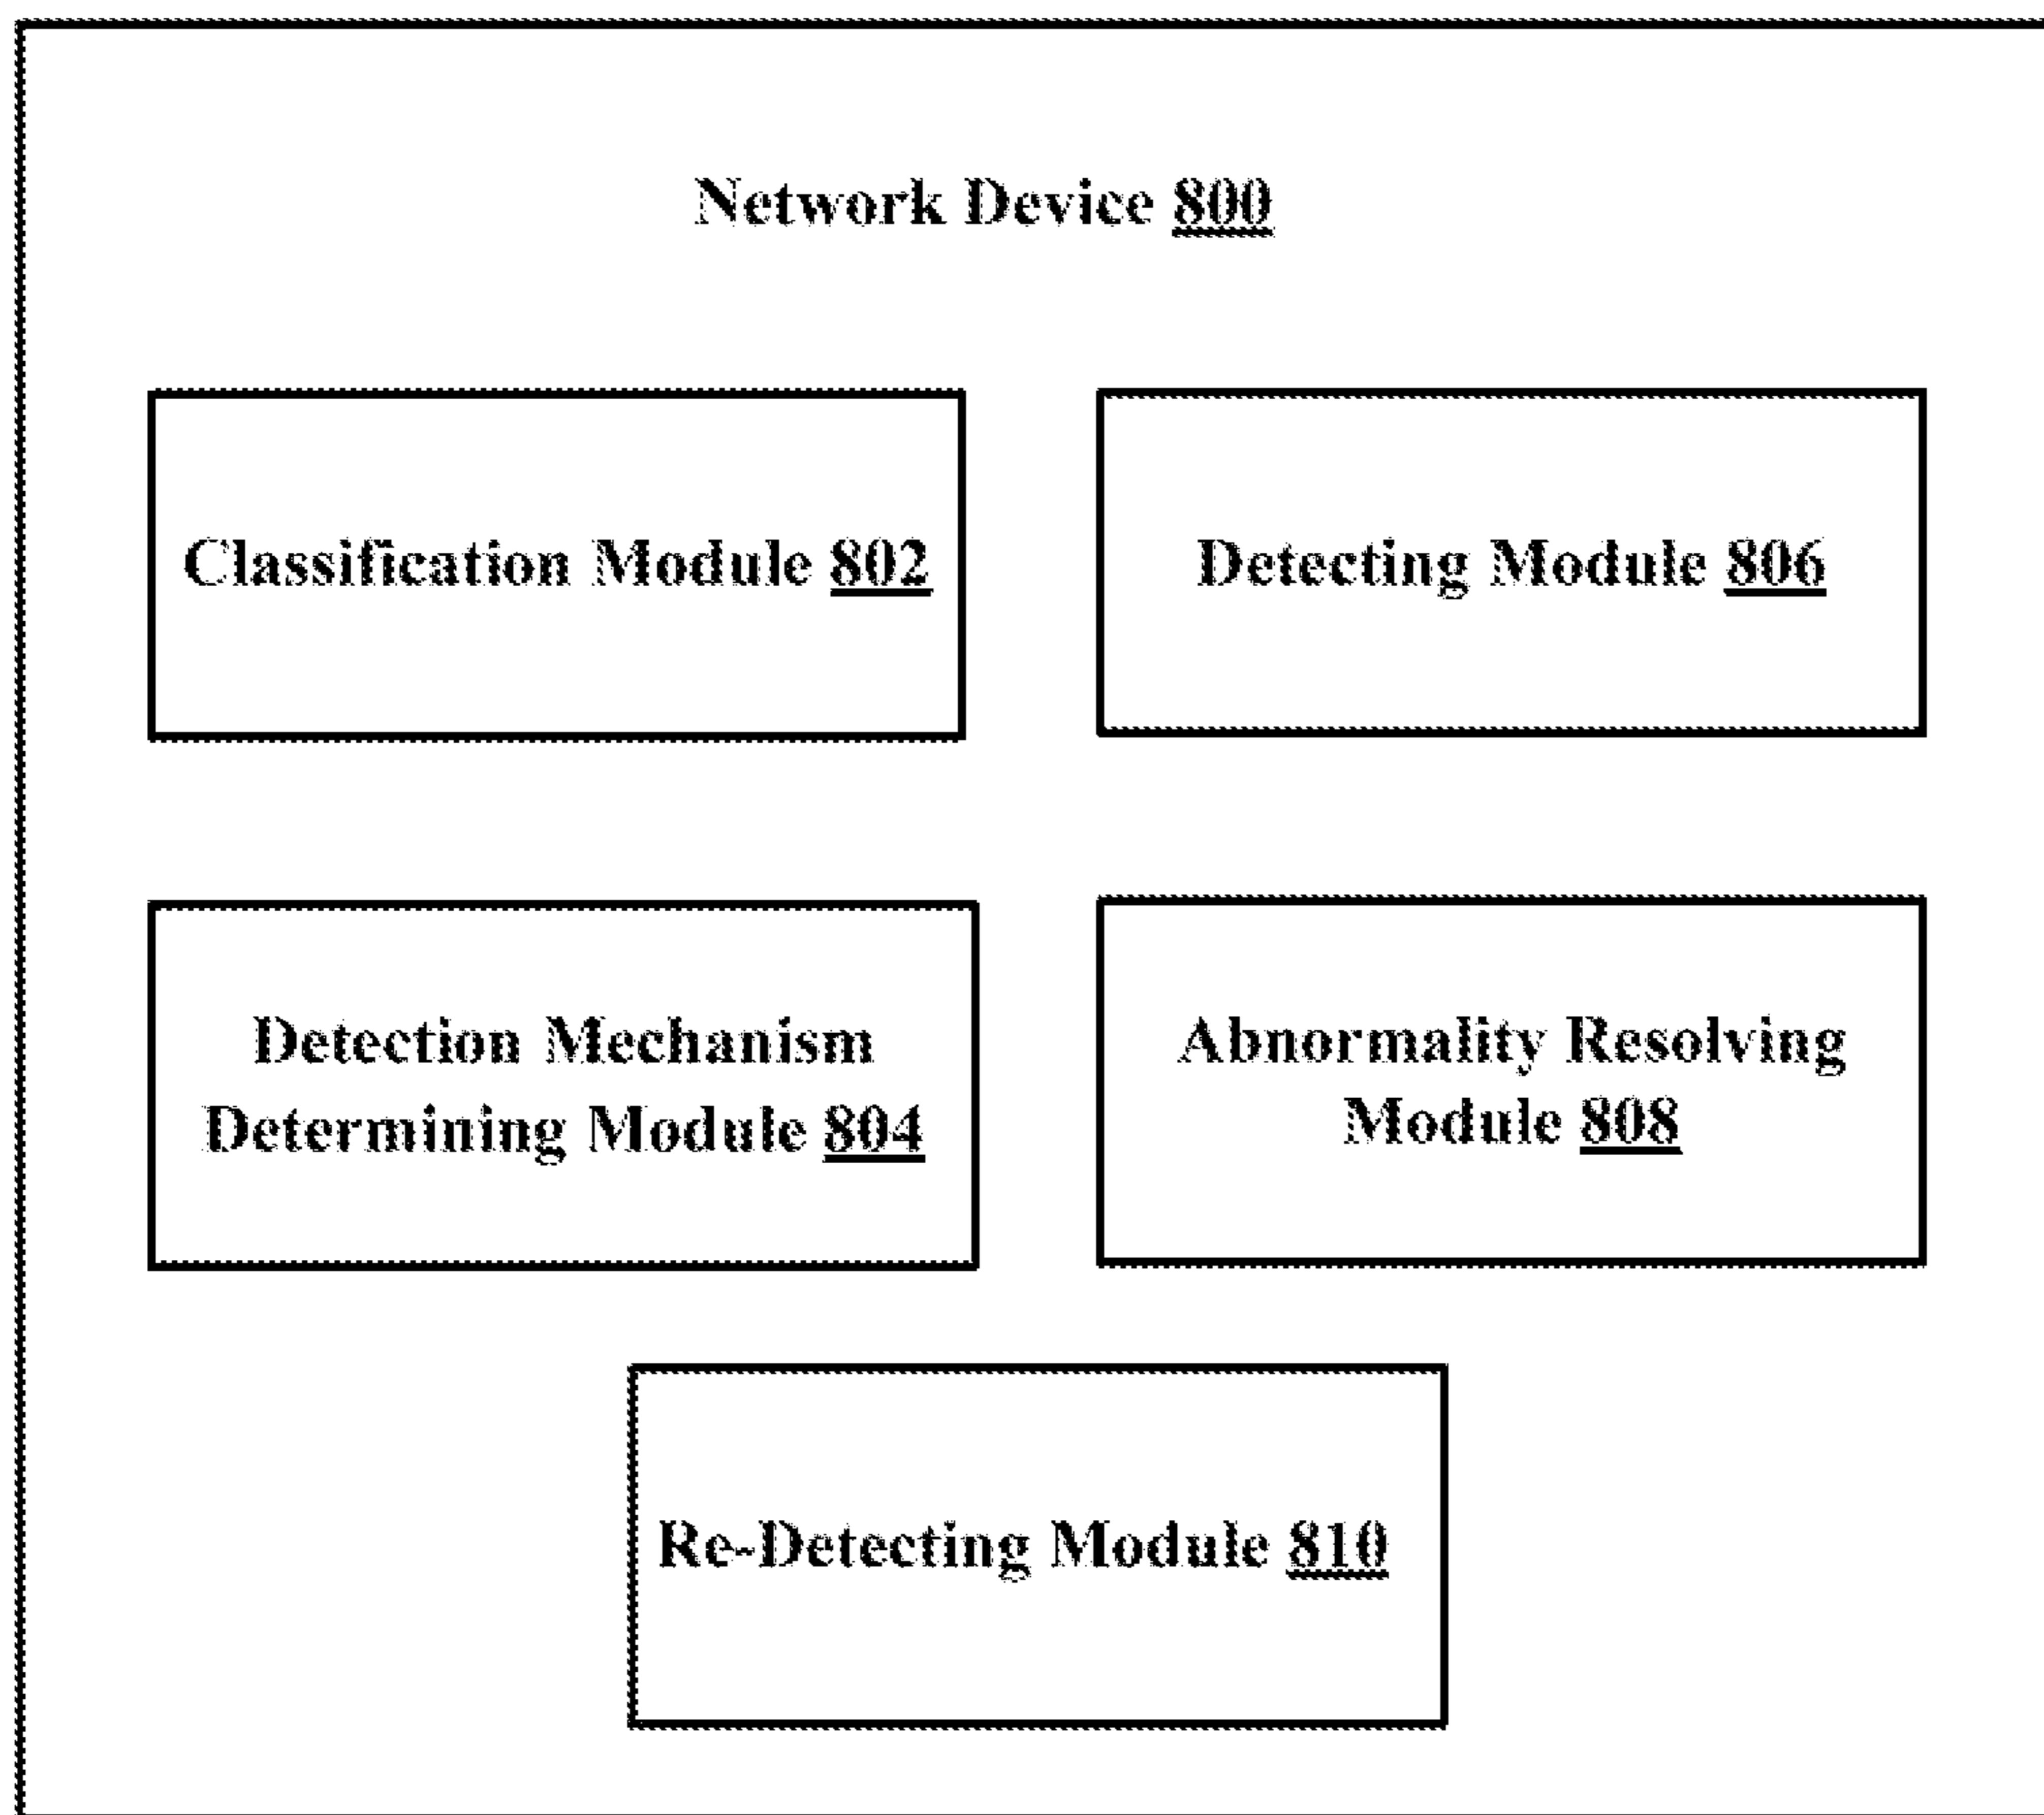 Network Device 800
Classification Module 802
Detecting Module 806
Detection Mechanism
Determining Module 804
Abnormality Resolving
Module 808
Re-Detecting Module 810